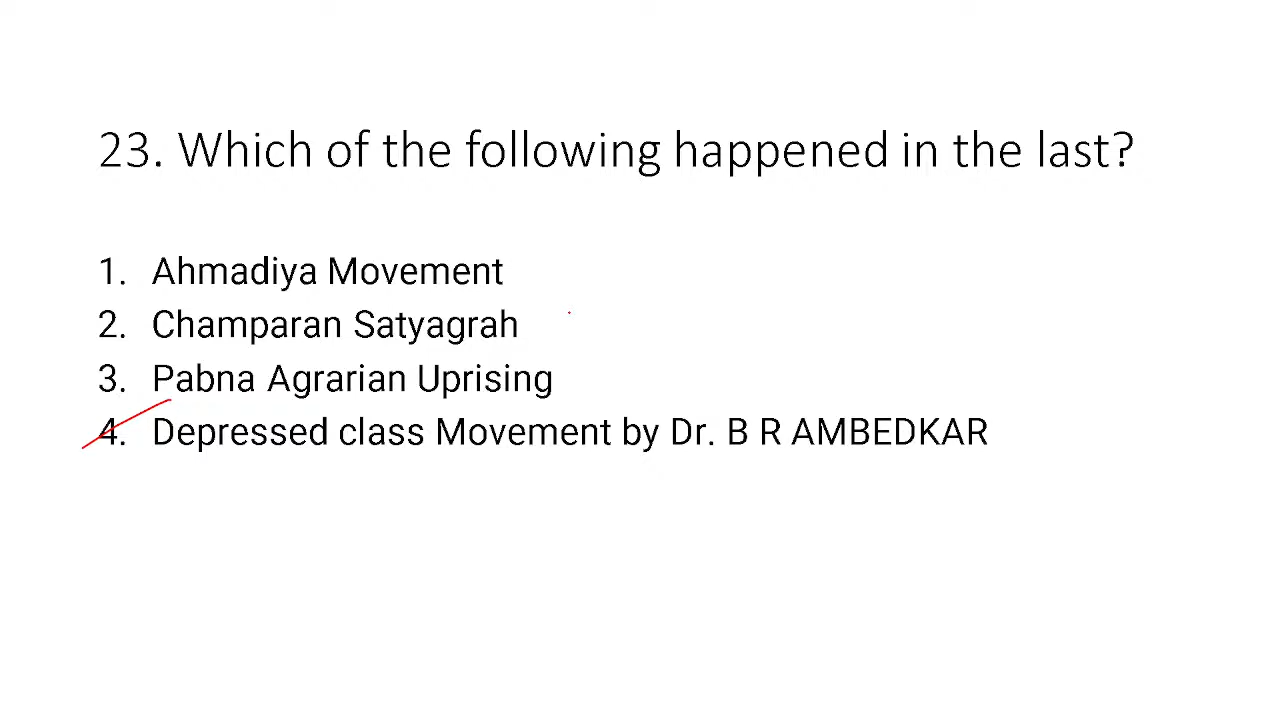 23. Which of the following happened in the last?
1. Ahmadiya Movement
2. Champaran Satyagrah
3. Pabna Agrarian Uprising
4. Depressed class Movement by Dr. B R AMBEDKAR